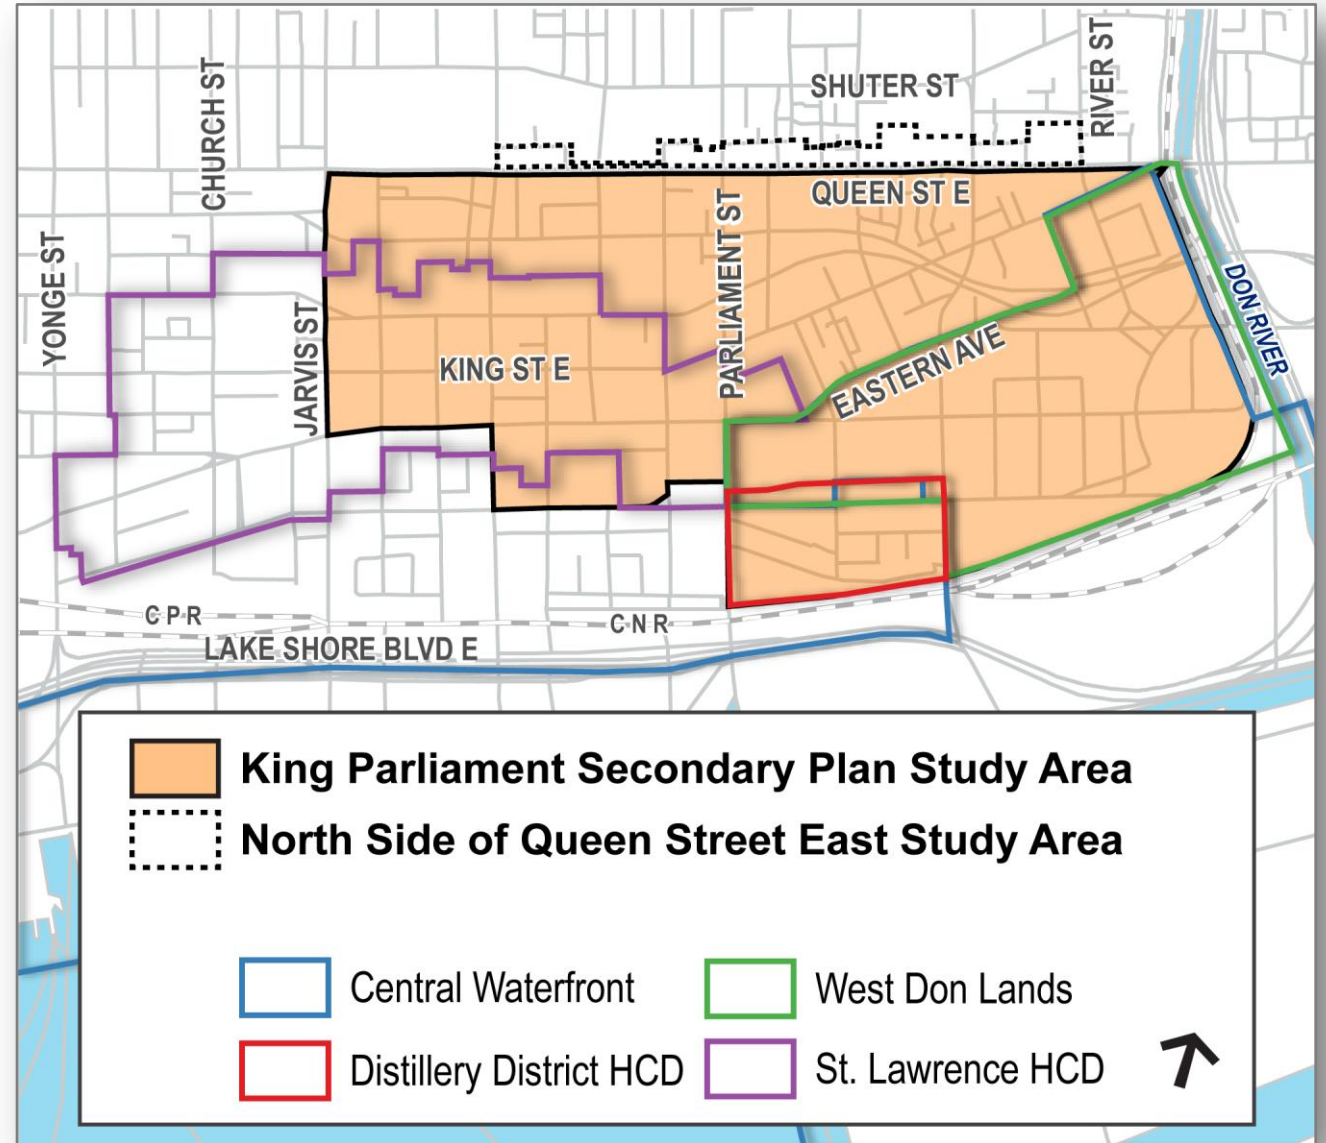 SHUTER ST
RIVER ST
CHURCH ST
QUEEN ST E
PARLIAMENT ST
YONGE ST
DON RIVER
JARVIS ST
KING ST E
EASTERN AVE
CPR
CNR
LAKE SHORE BLVD E
King Parliament Secondary Plan Study Area
North Side of Queen Street East Study Area
Central Waterfront
West Don Lands
Distillery District HCD
St. Lawrence HCD